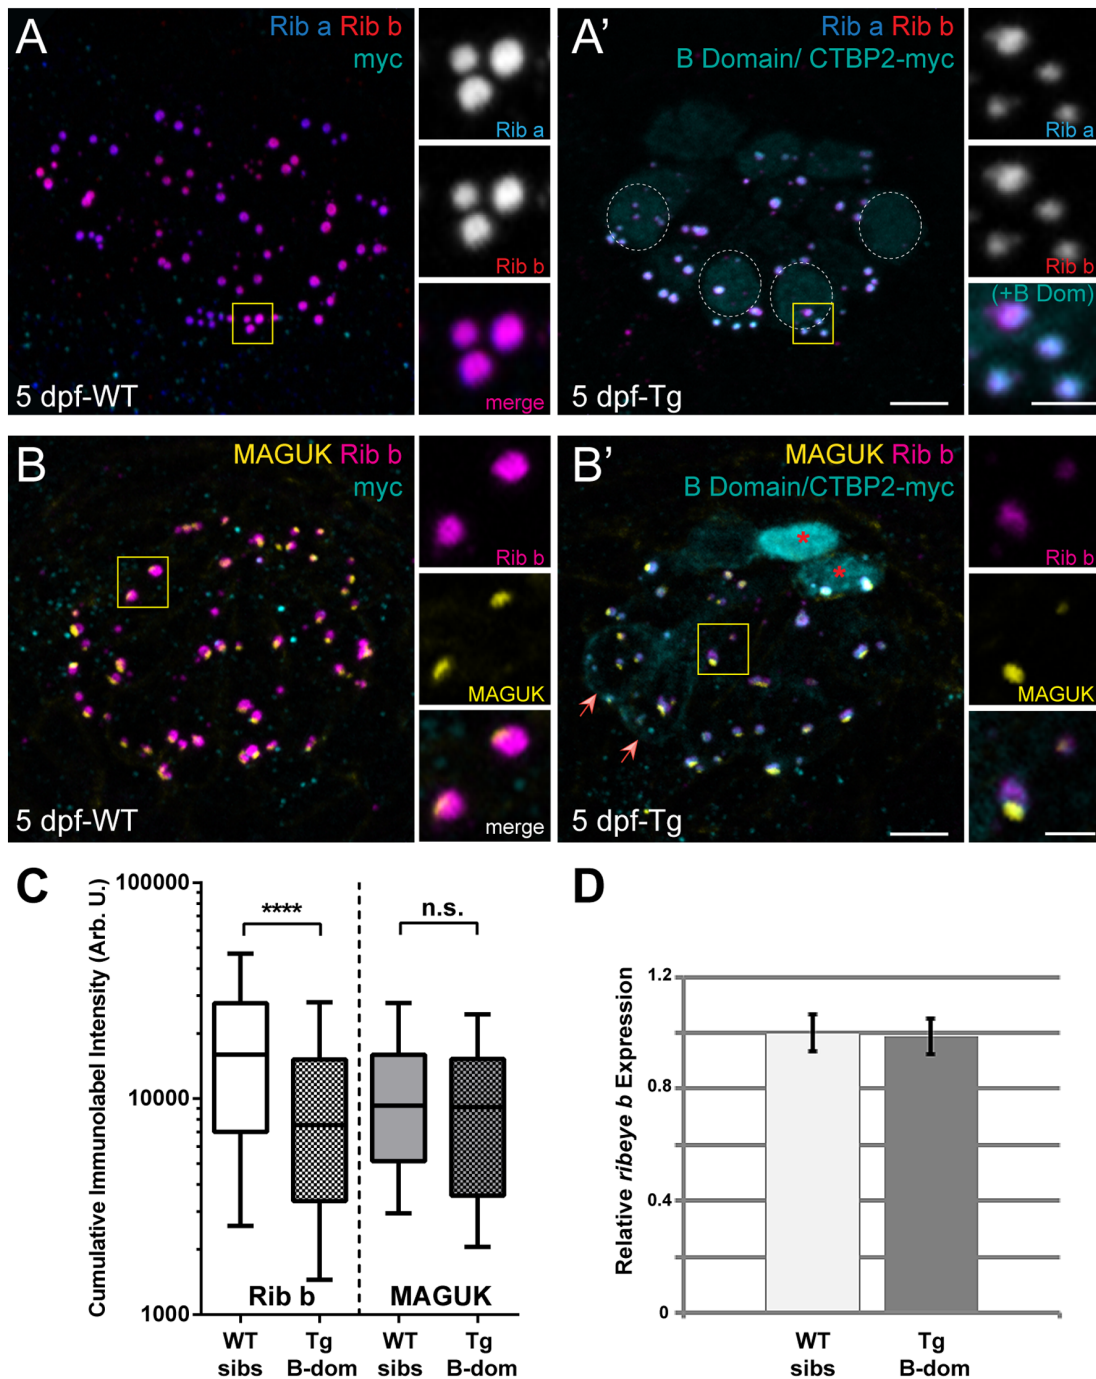 A
Rib a Rib b
myc
5 dpf-WT
Rib a
Rib b
merge
A’
Rib a Rib b
B Domain/ CTBP2-myc
5 dpf-Tg
Rib a
Rib b
(+B Dom)
B
MAGUK Rib b
myc
5 dpf-WT
Rib b
MAGUK
merge
B’
MAGUK Rib b
B Domain/CTBP2-myc
*
*
5 dpf-Tg
Rib b
MAGUK
C
Cumulative Immunolabel Intensity (Arb. U.)
100000
10000
1000
****
n.s.
Rib b
MAGUK
WT sibs
Tg B-dom
WT sibs
Tg B-dom
D
Relative ribeye b Expression
1.2
0.8
0.4
0
WT sibs
Tg B-dom